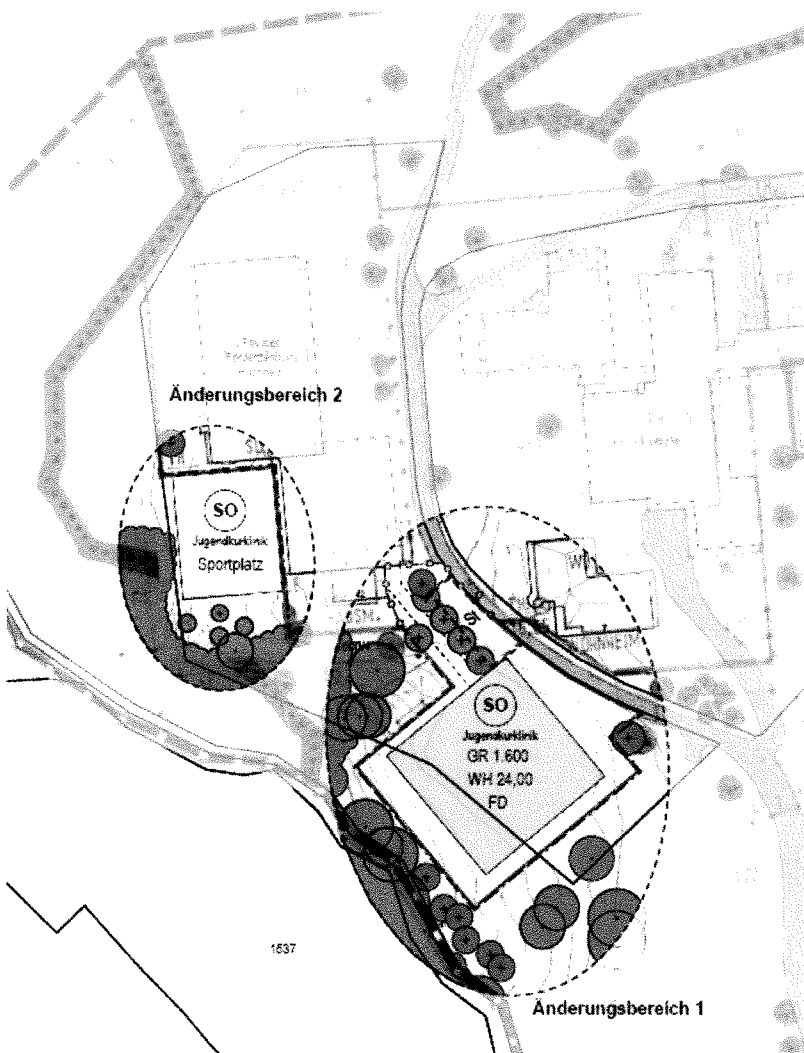 Änderungsbereich 2
SO
Jugendkurklinik
Sportplatz
SO
Jugendkurklinik
GR 1.600
WH 24,00
FD
1537
Änderungsbereich 1